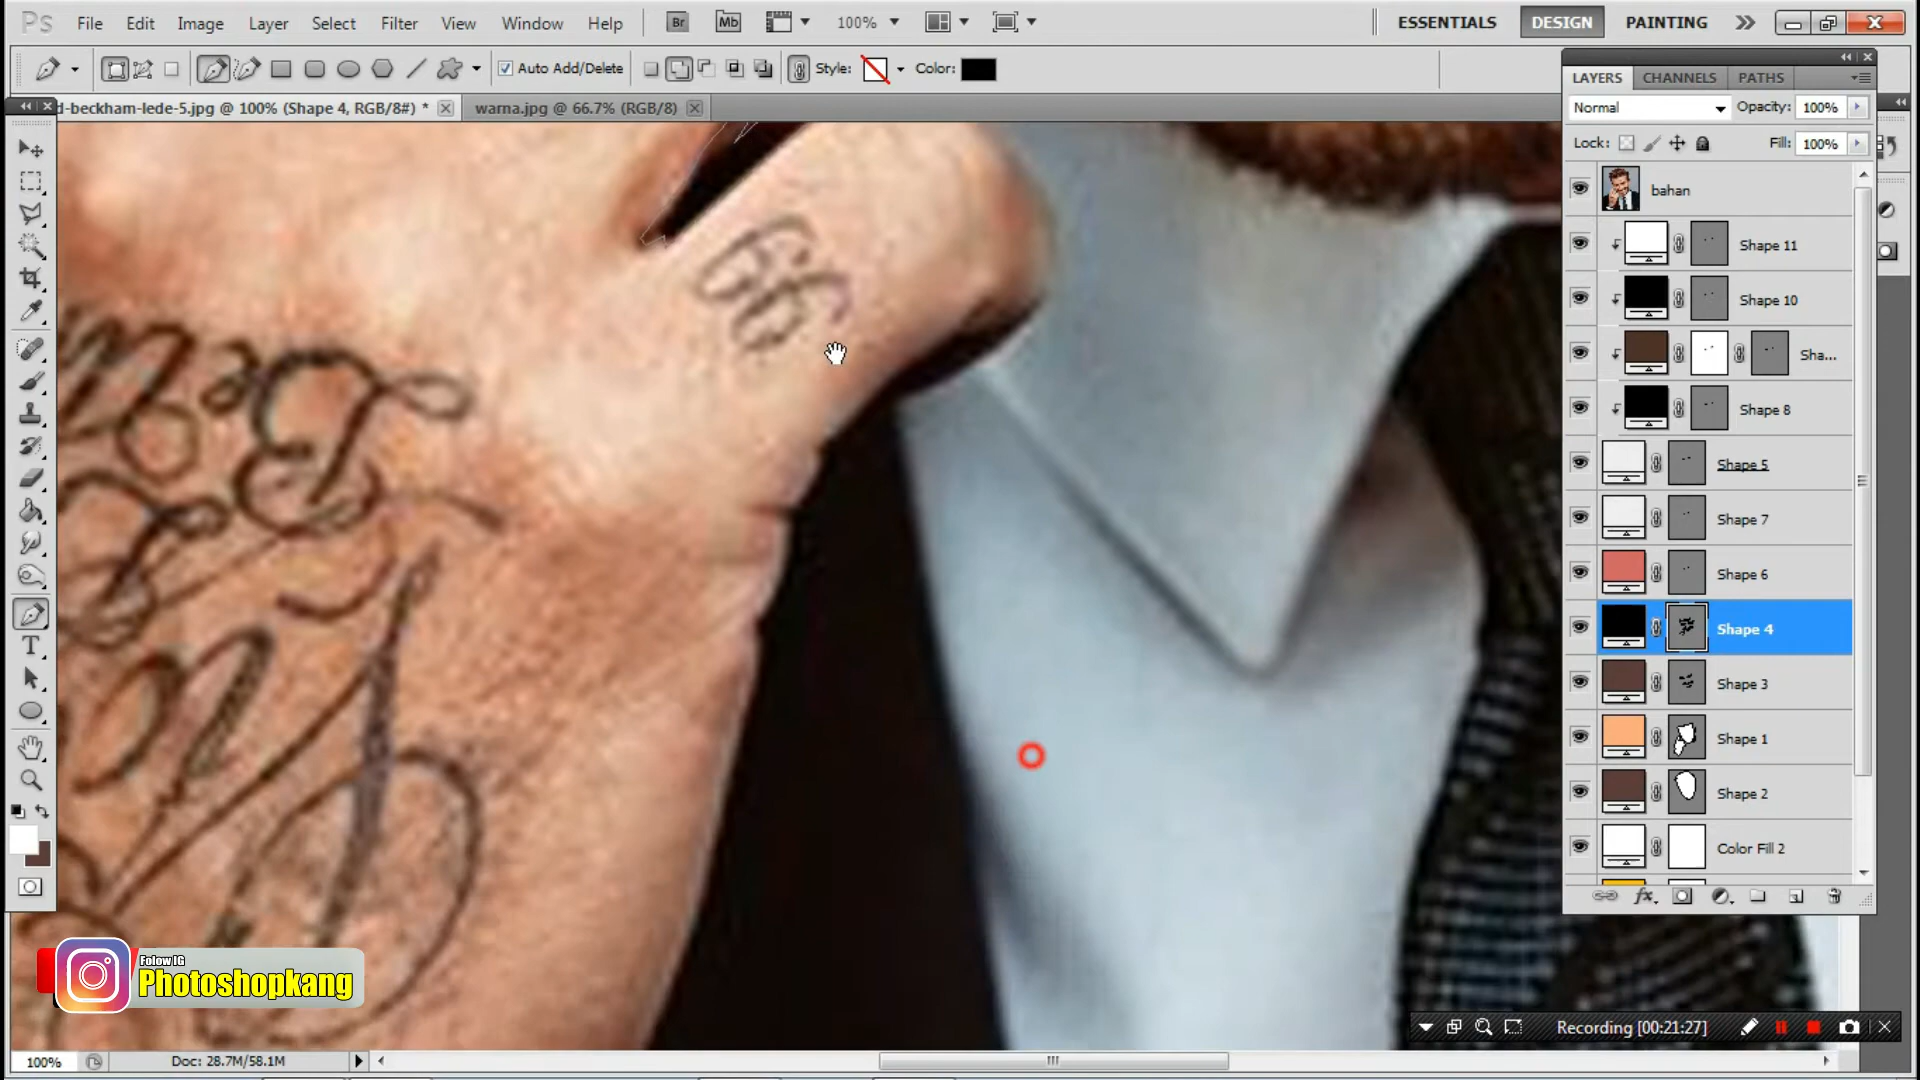 Ps File Edit Image Layer Select Filter View Window Help Br Mb 100% ESSENTIALS DESIGN PAINTING
Auto Add/Delete Style: Color:
d-beckham-lede-5.jpg @ 100% (Shape 4, RGB/8#) * warna.jpg @ 66.7% (RGB/8)
LAYERS CHANNELS PATHS
Normal Opacity: 100%
Lock: Fill: 100%
bahan
Shape 11
Shape 10
Sha...
Shape 8
Shape 5
Shape 7
Shape 6
Shape 4
Shape 3
Shape 1
Shape 2
Color Fill 2
fx
T
99
Folow IG
Photoshopkang
Recording [00:21:27]
100% Doc: 28.7M/58.1M